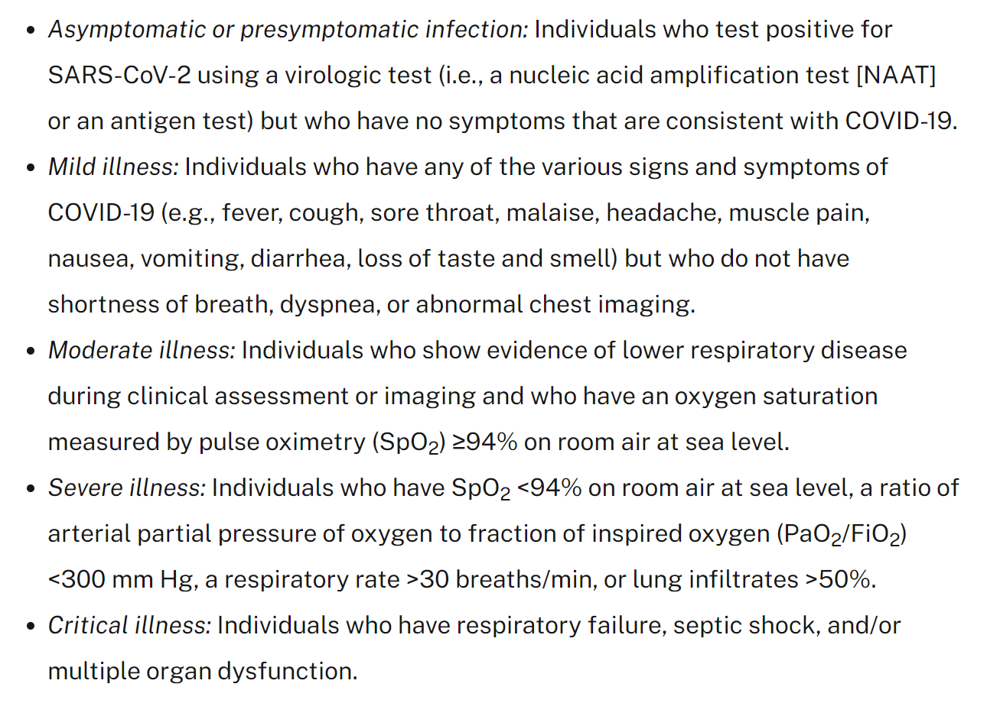 • Asymptomatic or presymptomatic infection: Individuals who test positive for
SARS-CoV-2 using a virologic test (i.e., a nucleic acid amplification test [NAAT]
or an antigen test) but who have no symptoms that are consistent with COVID-19.
• Mild illness: Individuals who have any of the various signs and symptoms of
COVID-19 (e.g., fever, cough, sore throat, malaise, headache, muscle pain,
nausea, vomiting, diarrhea, loss of taste and smell) but who do not have
shortness of breath, dyspnea, or abnormal chest imaging.
• Moderate illness: Individuals who show evidence of lower respiratory disease
during clinical assessment or imaging and who have an oxygen saturation
measured by pulse oximetry (SpO₂) ≥94% on room air at sea level.
• Severe illness: Individuals who have SpO₂ <94% on room air at sea level, a ratio of
arterial partial pressure of oxygen to fraction of inspired oxygen (PaO₂/FiO₂)
<300 mm Hg, a respiratory rate >30 breaths/min, or lung infiltrates >50%.
• Critical illness: Individuals who have respiratory failure, septic shock, and/or
multiple organ dysfunction.